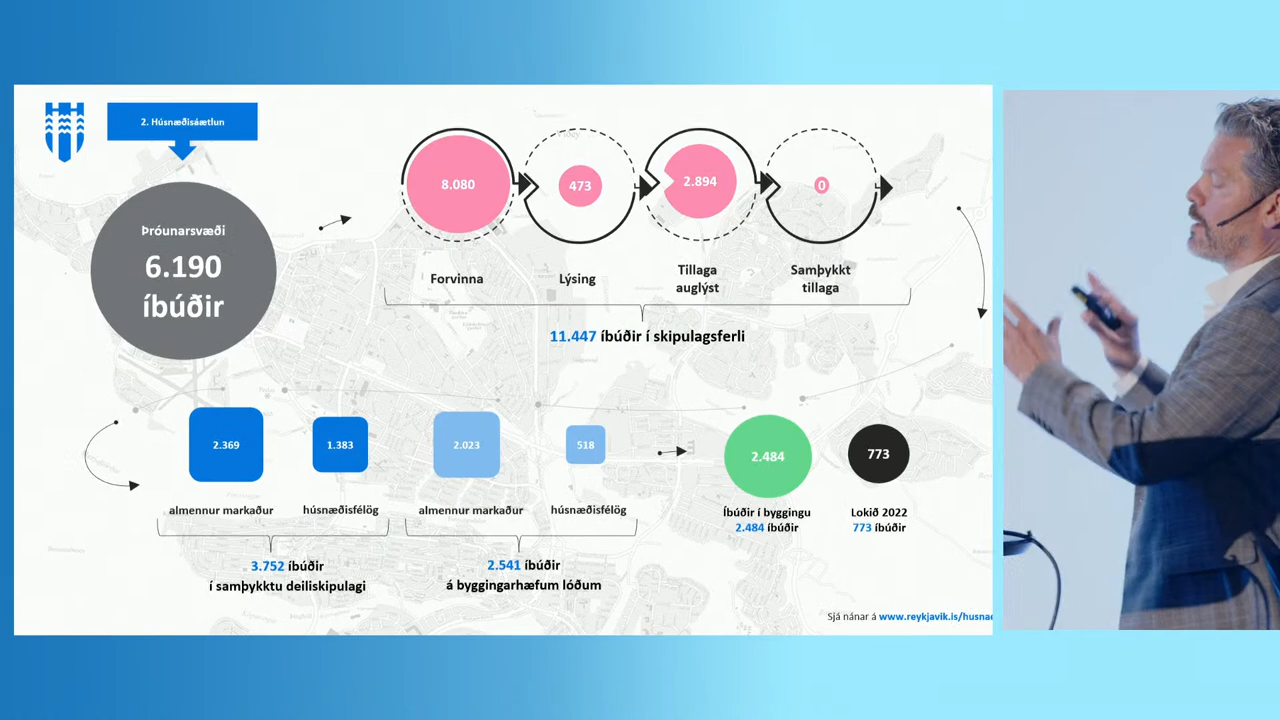 2. Húsnæðisáætlun
Þróunarsvæði
6.190
íbúðir
8.080
473
2.894
0
Forvinna
Lýsing
Tillaga
auglýst
Samþykkt
tillaga
11.447 íbúðir í skipulagsferli
2.369
1.383
2.023
518
2.484
773
almennur markaður
húsnæðisfélög
almennur markaður
húsnæðisfélög
Íbúðir í byggingu
2.484 íbúðir
Lokið 2022
773 íbúðir
3.752 íbúðir
í samþykktu deiliskipulagi
2.541 íbúðir
á byggingarhæfum lóðum
Sjá nánar á www.reykjavik.is/husnae